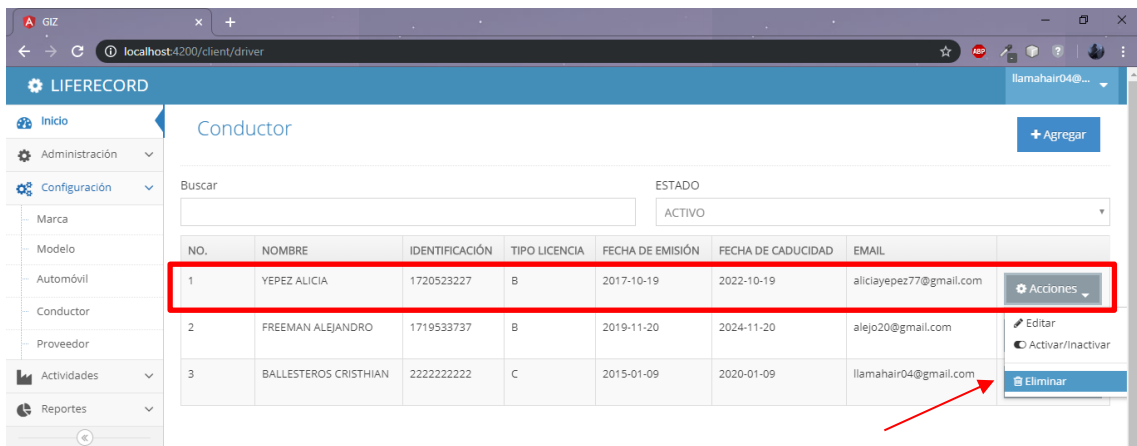 GIZ
localhost:4200/client/driver
ABP
LIFERECORD
llamahair04@...
Inicio
Administración
Configuración
Marca
Modelo
Automóvil
Conductor
Proveedor
Actividades
Reportes
Conductor
+ Agregar
Buscar
ESTADO
ACTIVO
NO. NOMBRE IDENTIFICACIÓN TIPO LICENCIA FECHA DE EMISIÓN FECHA DE CADUCIDAD EMAIL
1 YEPEZ ALICIA 1720523227 B 2017-10-19 2022-10-19 aliciayepez77@gmail.com Acciones
2 FREEMAN ALEJANDRO 1719533737 B 2019-11-20 2024-11-20 alejo20@gmail.com
3 BALLESTEROS CRISTHIAN 2222222222 C 2015-01-09 2020-01-09 llamahair04@gmail.com
Editar
Activar/Inactivar
Eliminar